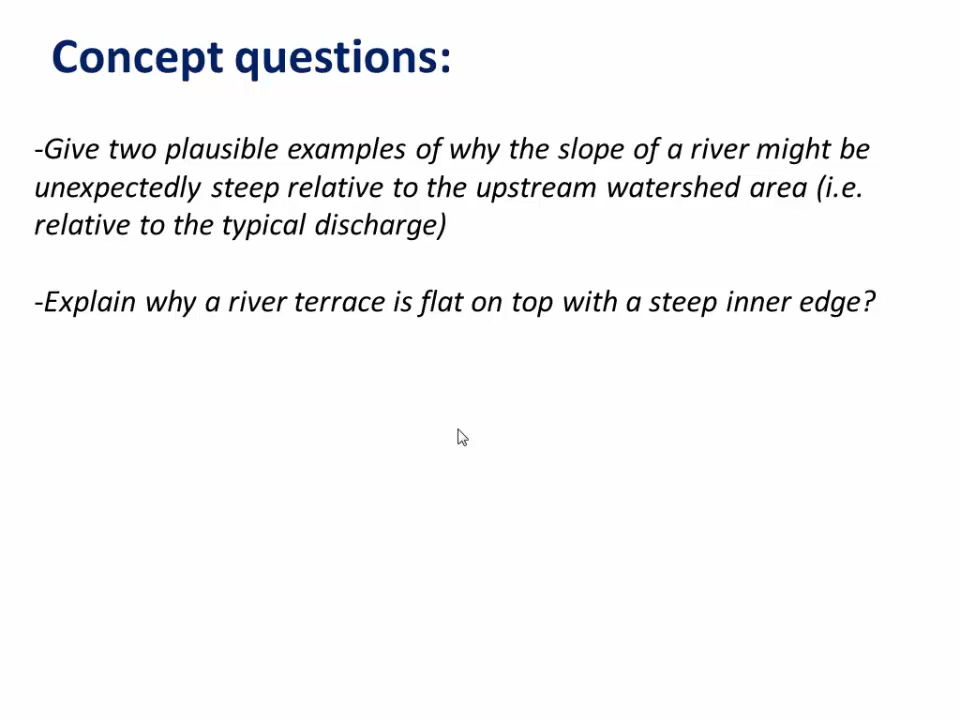 Concept questions:
-Give two plausible examples of why the slope of a river might be
unexpectedly steep relative to the upstream watershed area (i.e.
relative to the typical discharge)
-Explain why a river terrace is flat on top with a steep inner edge?